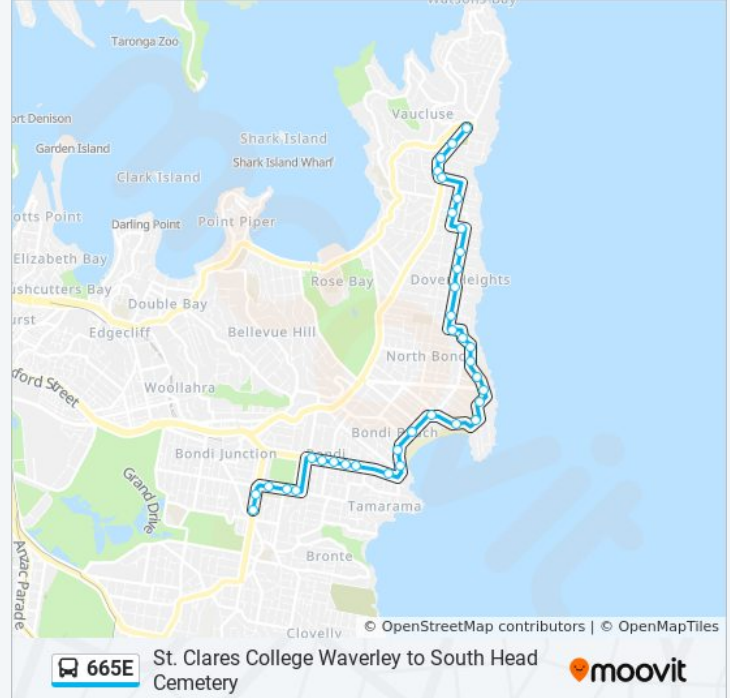 Watsons Bay
Taronga Zoo
Vaucluse
ort Denison
Shark Island
Garden Island
Shark Island Wharf
Clark Island
otts Point
Darling Point
Point Piper
Elizabeth Bay
Rose Bay
Dover Heights
ushcutters Bay
Double Bay
urst
Edgecliff
Bellevue Hill
North Bond
ford Street
Woollahra
Bondi Beach
Bondi Junction
Bondi
Grand Drive
Tamarama
Anzac Parade
Bronte
Clovelly
© OpenStreetMap contributors | © OpenMapTiles
665E
St. Clares College Waverley to South Head
Cemetery
moovit